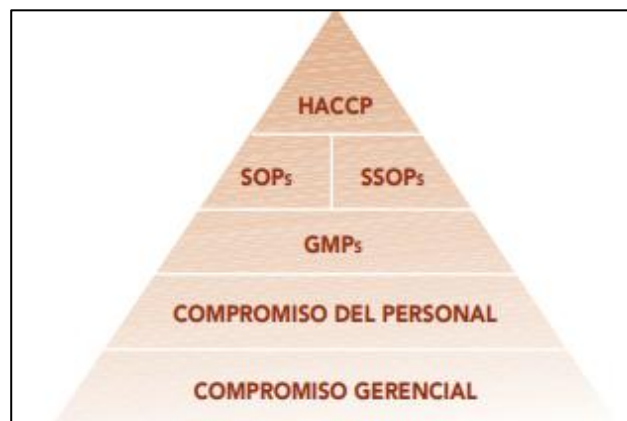 HACCP
SOPs SSOPs
GMPs
COMPROMISO DEL PERSONAL
COMPROMISO GERENCIAL